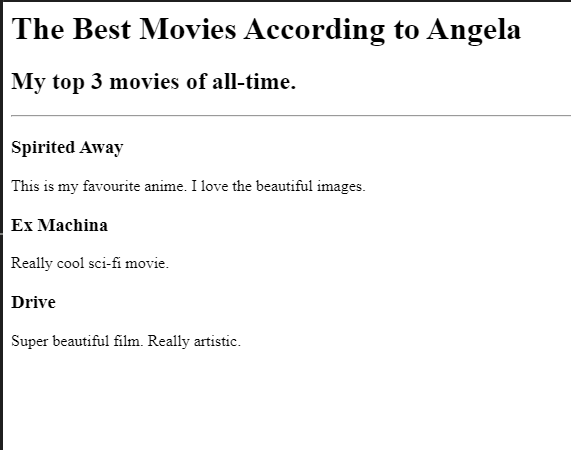 The Best Movies According to Angela
My top 3 movies of all-time.
Spirited Away
This is my favourite anime. I love the beautiful images.
Ex Machina
Really cool sci-fi movie.
Drive
Super beautiful film. Really artistic.